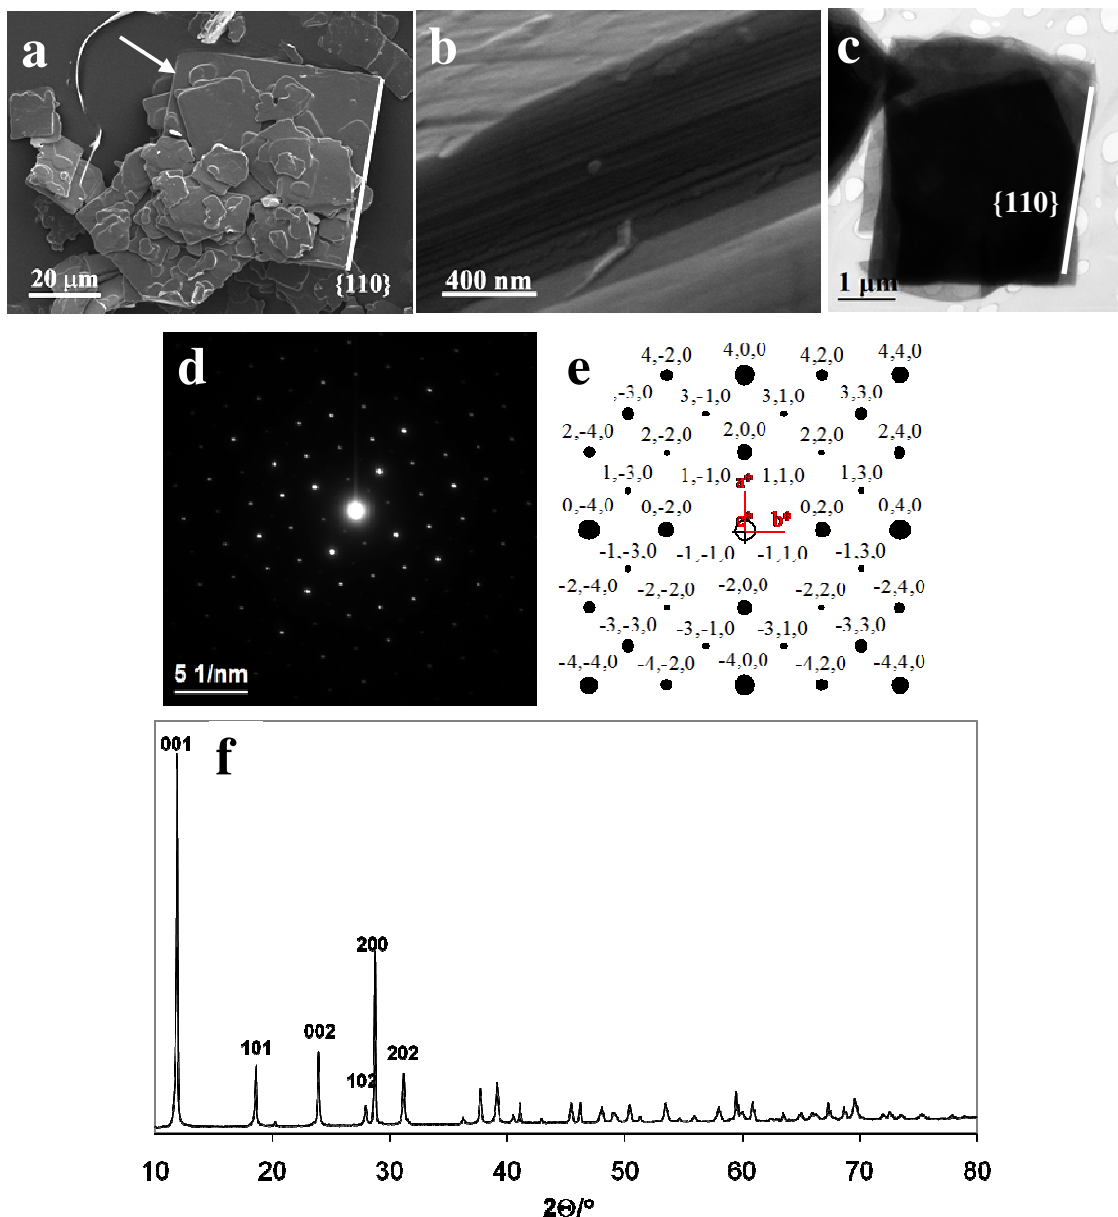 a
{110}
20 μm
b
400 nm
c
{110}
1 μm
d
5 1/nm
e
4,-2,0 4,0,0 4,2,0 4,4,0
,-3,0 3,-1,0 3,1,0 3,3,0
2,-4,0 2,-2,0 2,0,0 2,2,0 2,4,0
1,-3,0 1,-1,0 1,1,0 1,3,0
a*
0,-4,0 0,-2,0 b* 0,2,0 0,4,0
-1,-3,0 -1,-1,0 -1,1,0 -1,3,0
-2,-4,0 -2,-2,0 -2,0,0 -2,2,0 -2,4,0
-3,-3,0 -3,-1,0 -3,1,0 -3,3,0
-4,-4,0 -4,-2,0 -4,0,0 -4,2,0 -4,4,0
f
001
101
002
102
200
202
10 20 30 40 50 60 70 80
2Θ/°